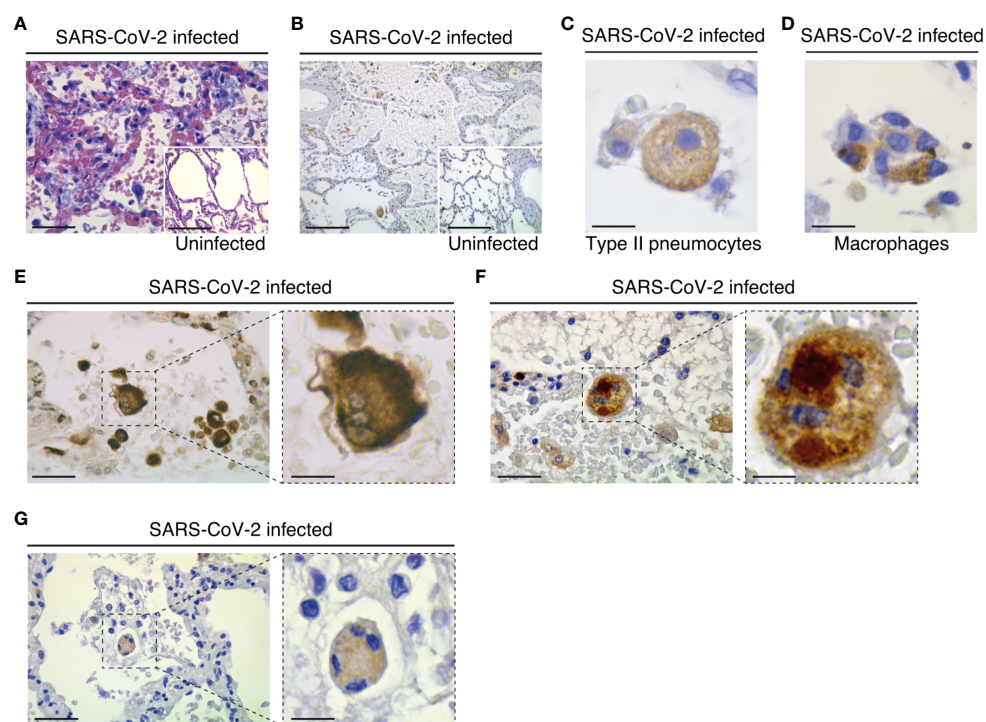 A
SARS-CoV-2 infected
Uninfected
B
SARS-CoV-2 infected
Uninfected
C
SARS-CoV-2 infected
Type II pneumocytes
D
SARS-CoV-2 infected
Macrophages
E
SARS-CoV-2 infected
F
SARS-CoV-2 infected
G
SARS-CoV-2 infected